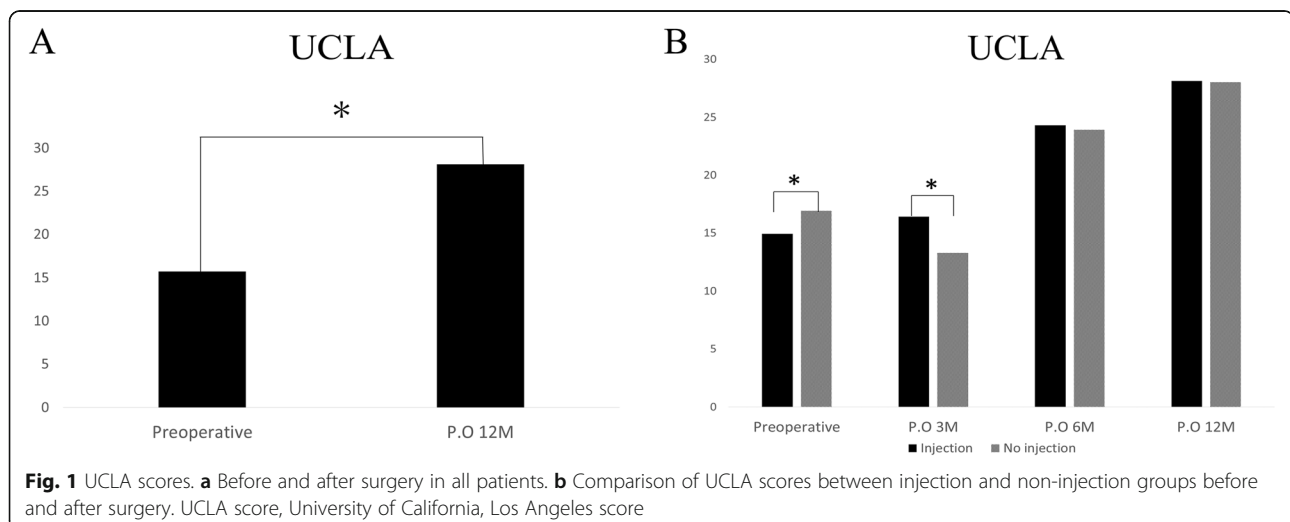 A
UCLA
*
30
25
20
15
10
5
0
Preoperative
P.O 12M
B
UCLA
30
25
20
15
10
5
0
*
*
Preoperative
P.O 3M
P.O 6M
P.O 12M
Injection
No injection
Fig. 1 UCLA scores. a Before and after surgery in all patients. b Comparison of UCLA scores between injection and non-injection groups before
and after surgery. UCLA score, University of California, Los Angeles score